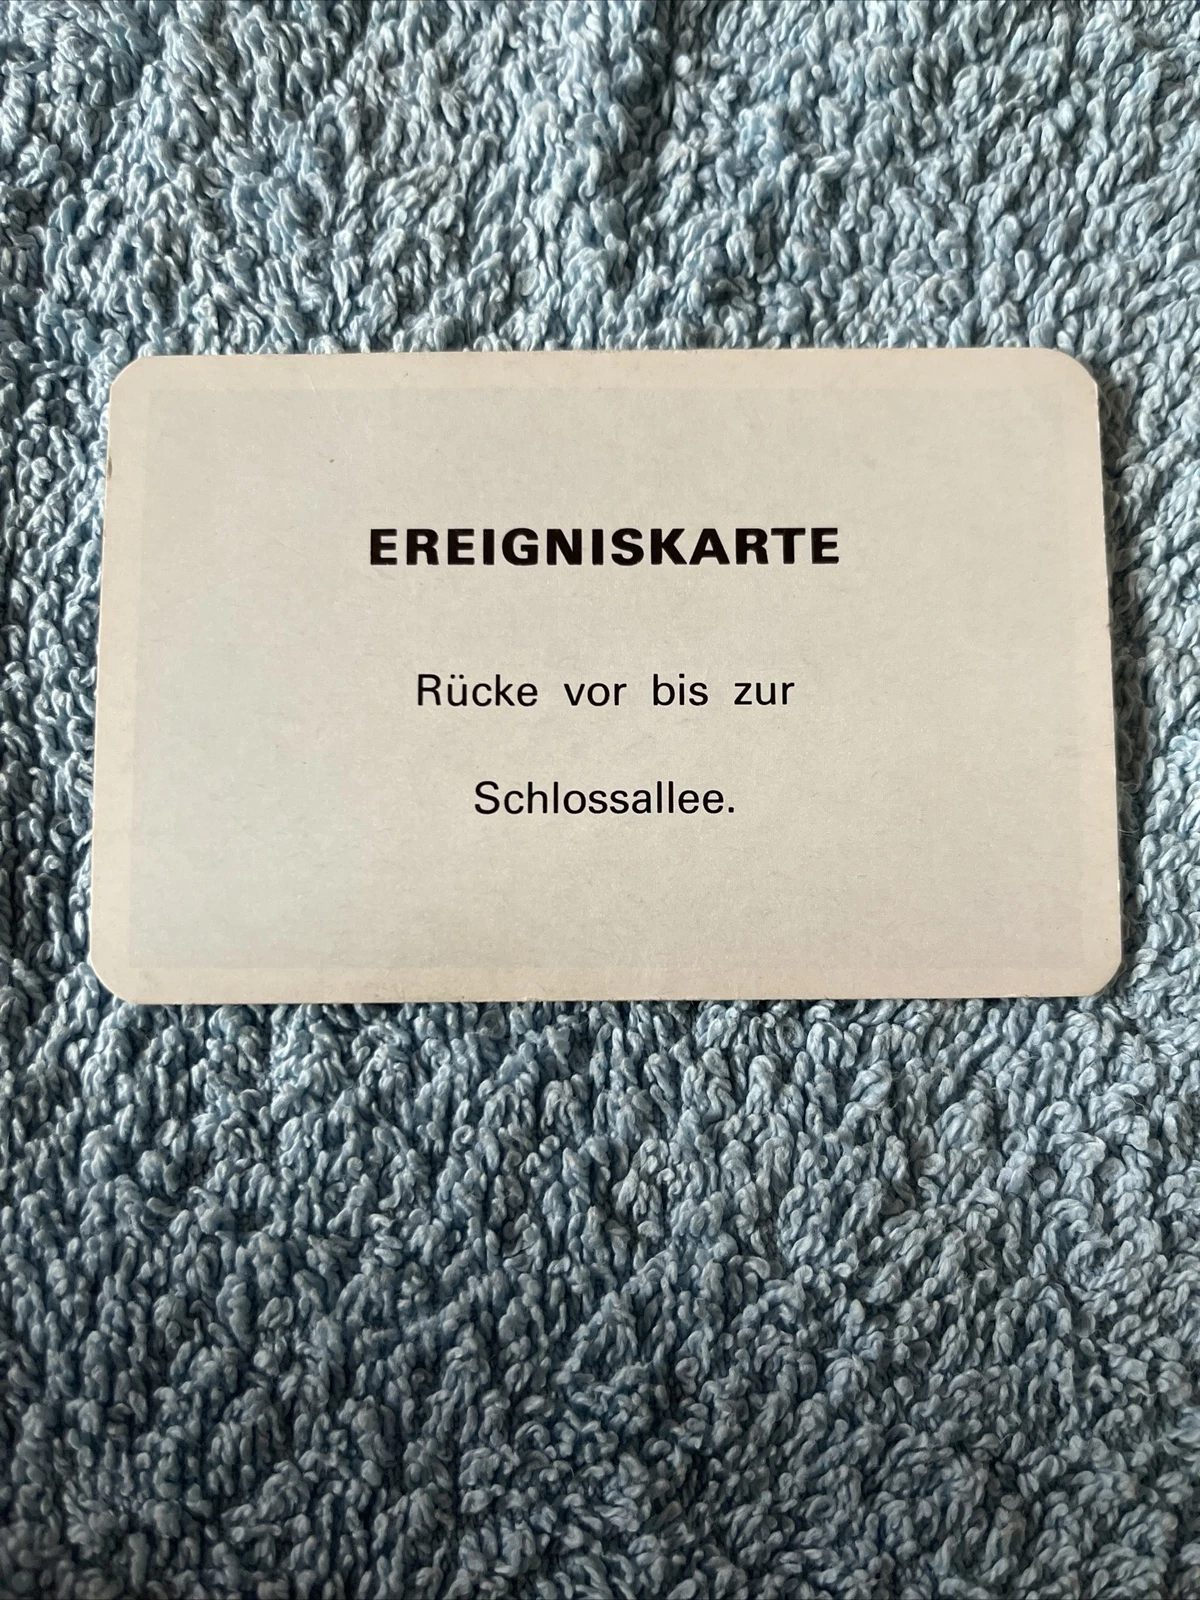 EREIGNISKARTE
Rücke vor bis zur
Schlossallee.